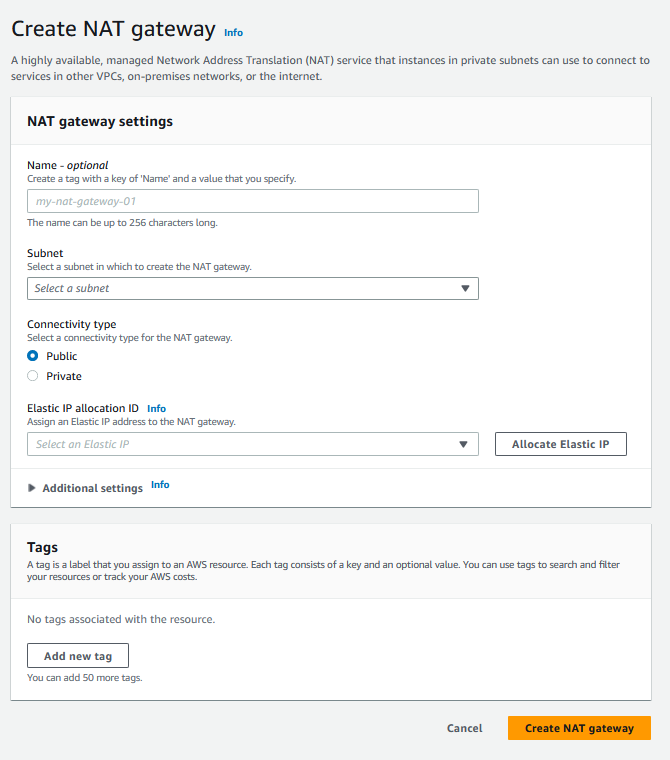 Create NAT gateway Info
A highly available, managed Network Address Translation (NAT) service that instances in private subnets can use to connect to
services in other VPCs, on-premises networks, or the internet.
NAT gateway settings
Name - optional
Create a tag with a key of 'Name' and a value that you specify.
my-nat-gateway-01
The name can be up to 256 characters long.
Subnet
Select a subnet in which to create the NAT gateway.
Select a subnet
Connectivity type
Select a connectivity type for the NAT gateway.
Public
Private
Elastic IP allocation ID Info
Assign an Elastic IP address to the NAT gateway.
Select an Elastic IP
Allocate Elastic IP
Additional settings Info
Tags
A tag is a label that you assign to an AWS resource. Each tag consists of a key and an optional value. You can use tags to search and filter
your resources or track your AWS costs.
No tags associated with the resource.
Add new tag
You can add 50 more tags.
Cancel
Create NAT gateway